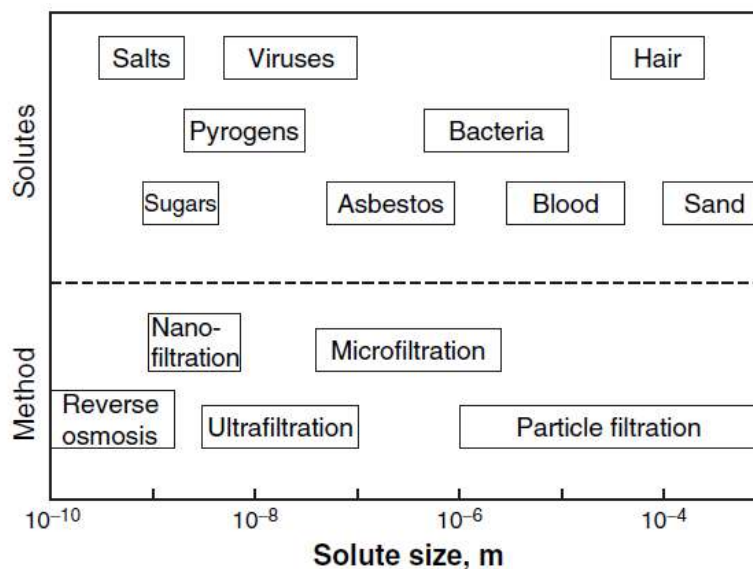 Solutes
Salts
Viruses
Hair
Pyrogens
Bacteria
Sugars
Asbestos
Blood
Sand
Method
Nano-
filtration
Microfiltration
Reverse
osmosis
Ultrafiltration
Particle filtration
10⁻¹⁰
10⁻⁸
10⁻⁶
10⁻⁴
Solute size, m